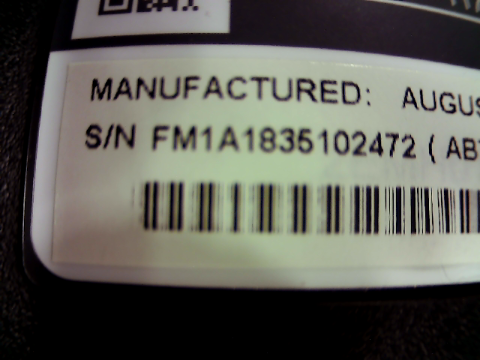 MANUFACTURED: AUGUS
S/N FM1A1835102472 ( AB